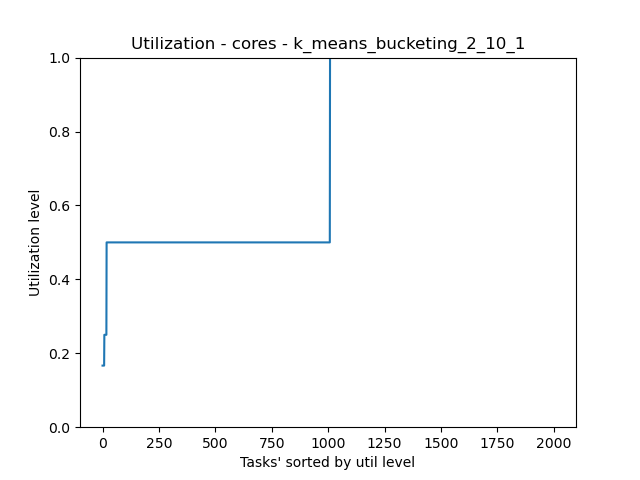 Utilization - cores - k_means_bucketing_2_10_1
1.0
0.8
0.6
0.4
0.2
0.0
Utilization level
0 250 500 750 1000 1250 1500 1750 2000
Tasks' sorted by util level